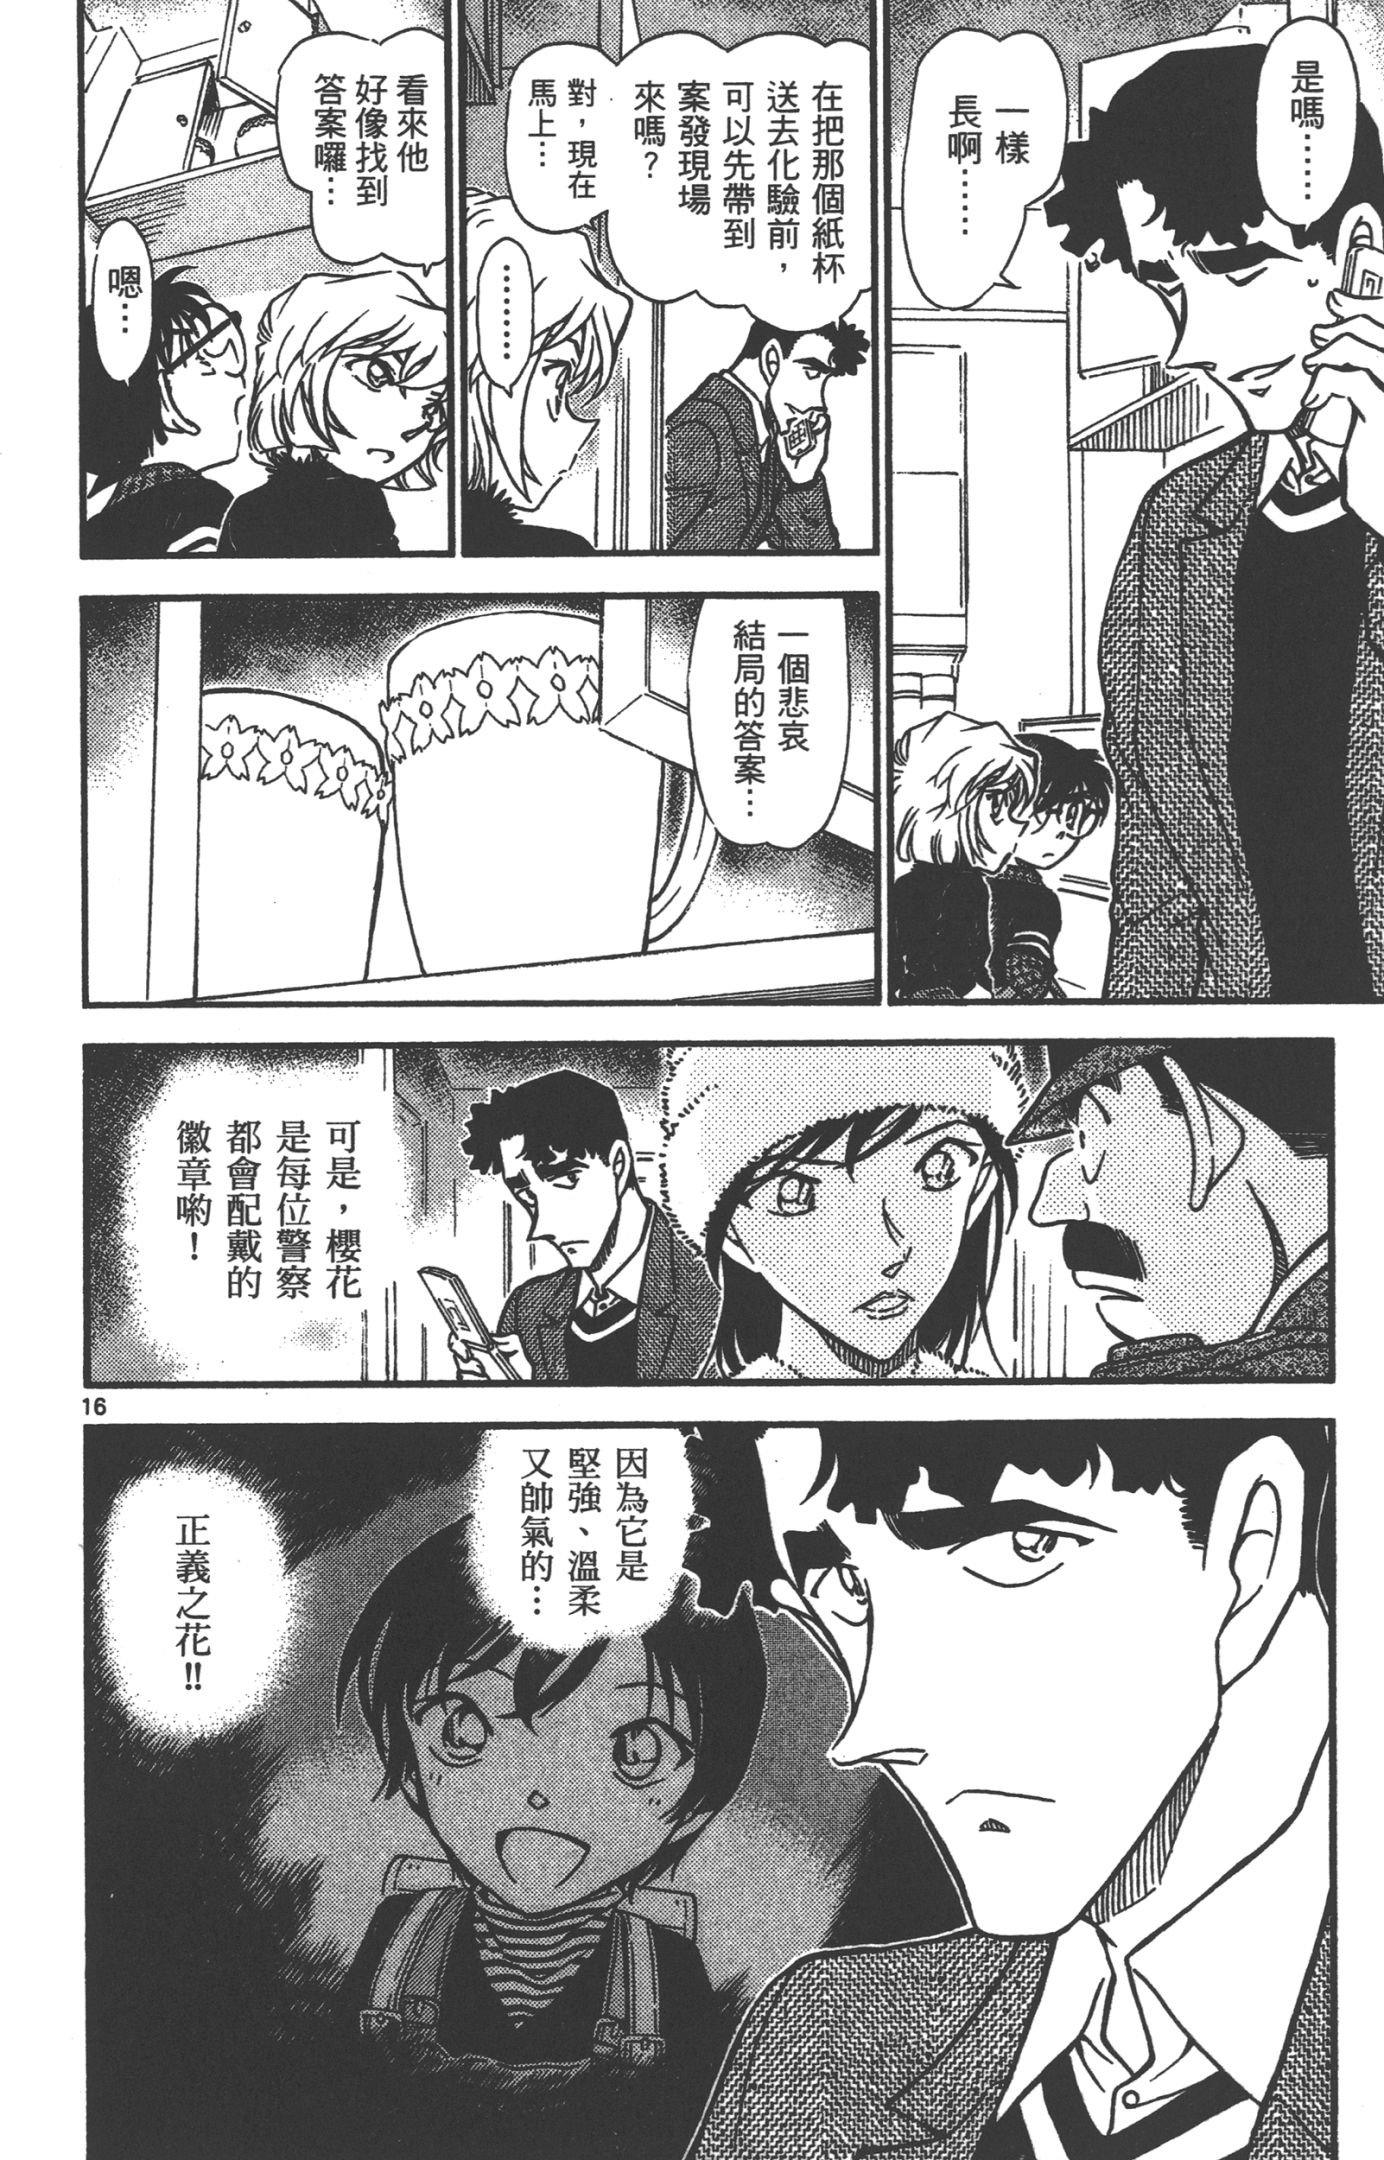 是嗎……
一樣
長啊………
在把那個紙杯
送去化驗前，
可以先帶到
案發現場
來嗎？
對，現在
馬上…
………
看來他
好像找到
答案囉…
嗯…
一個悲哀
結局的答案…
可是，櫻花
是每位警察
都會配戴的
徽章喲！
16
因為它是
堅強、溫柔
又帥氣的…
正義之花!!